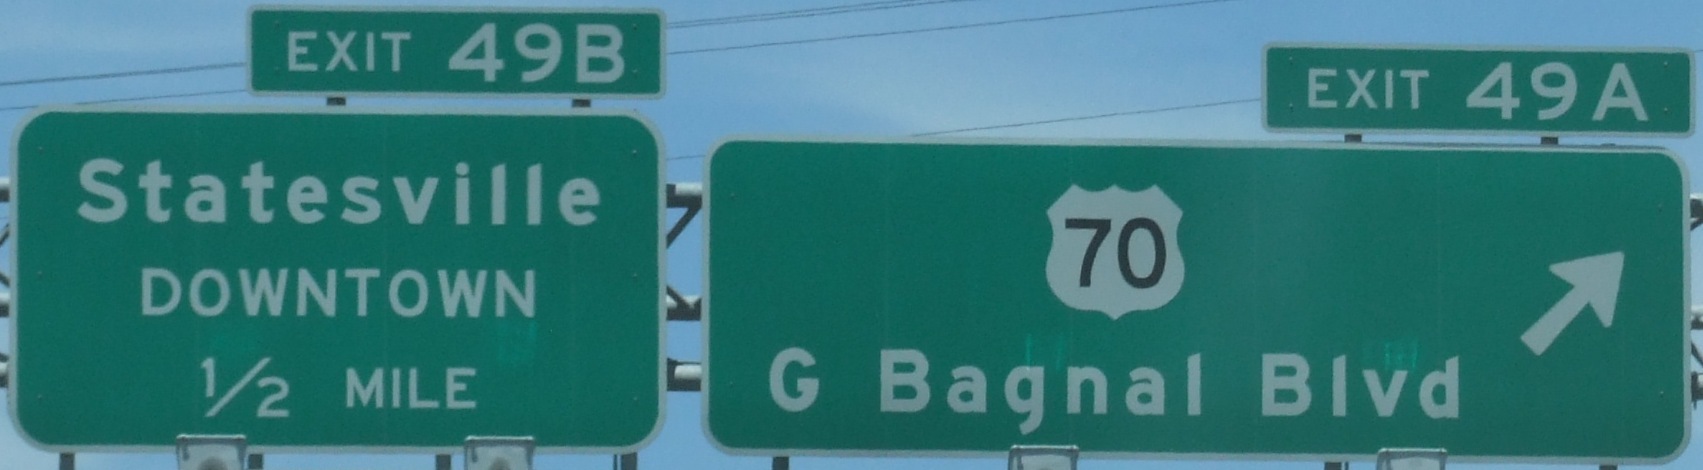 EXIT 49B
Statesville
DOWNTOWN
1/2 MILE
EXIT 49A
70
G Bagnal Blvd